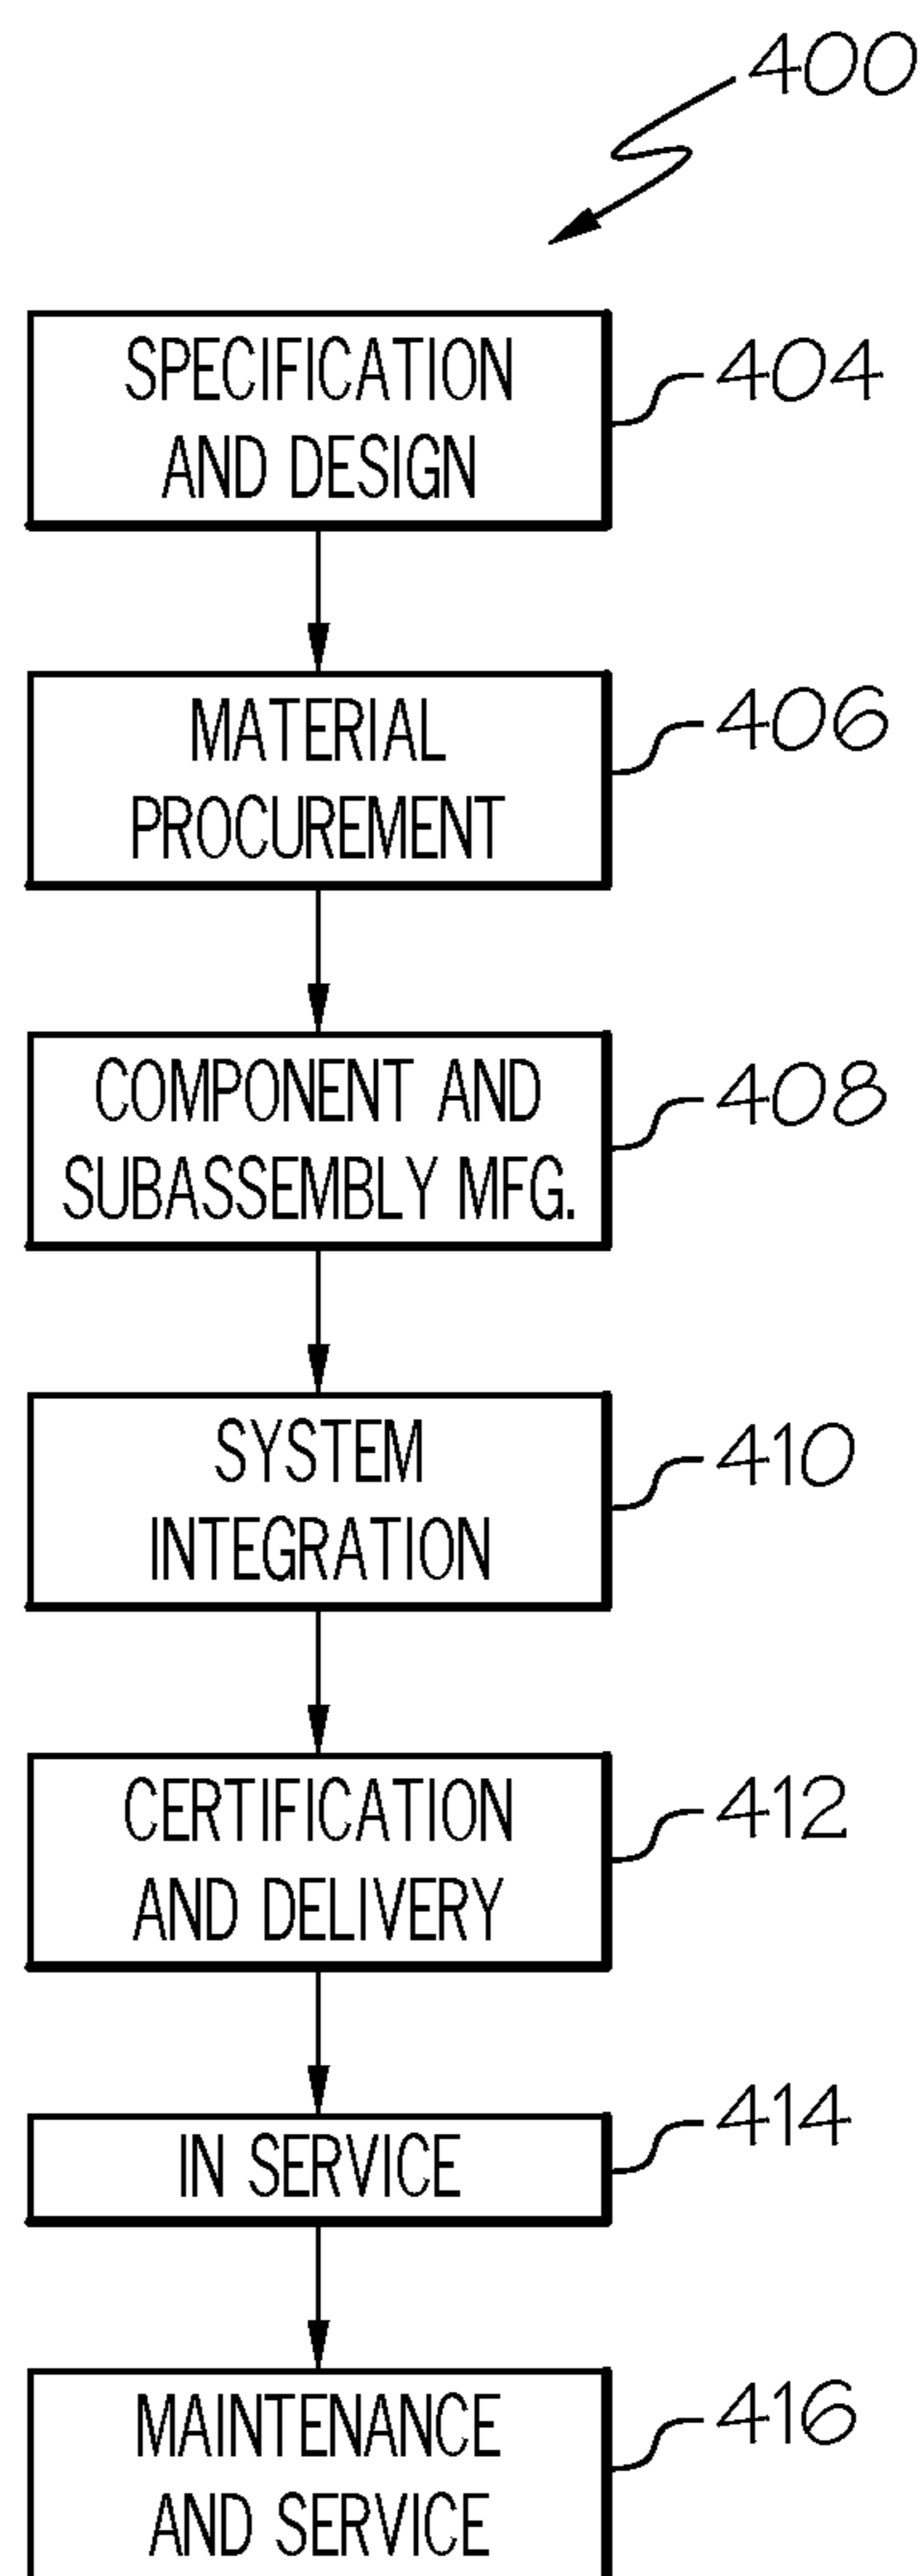 400
SPECIFICATION
AND DESIGN
404
MATERIAL
PROCUREMENT
406
COMPONENT AND
SUBASSEMBLY MFG.
408
SYSTEM
INTEGRATION
410
CERTIFICATION
AND DELIVERY
412
IN SERVICE
414
MAINTENANCE
AND SERVICE
416